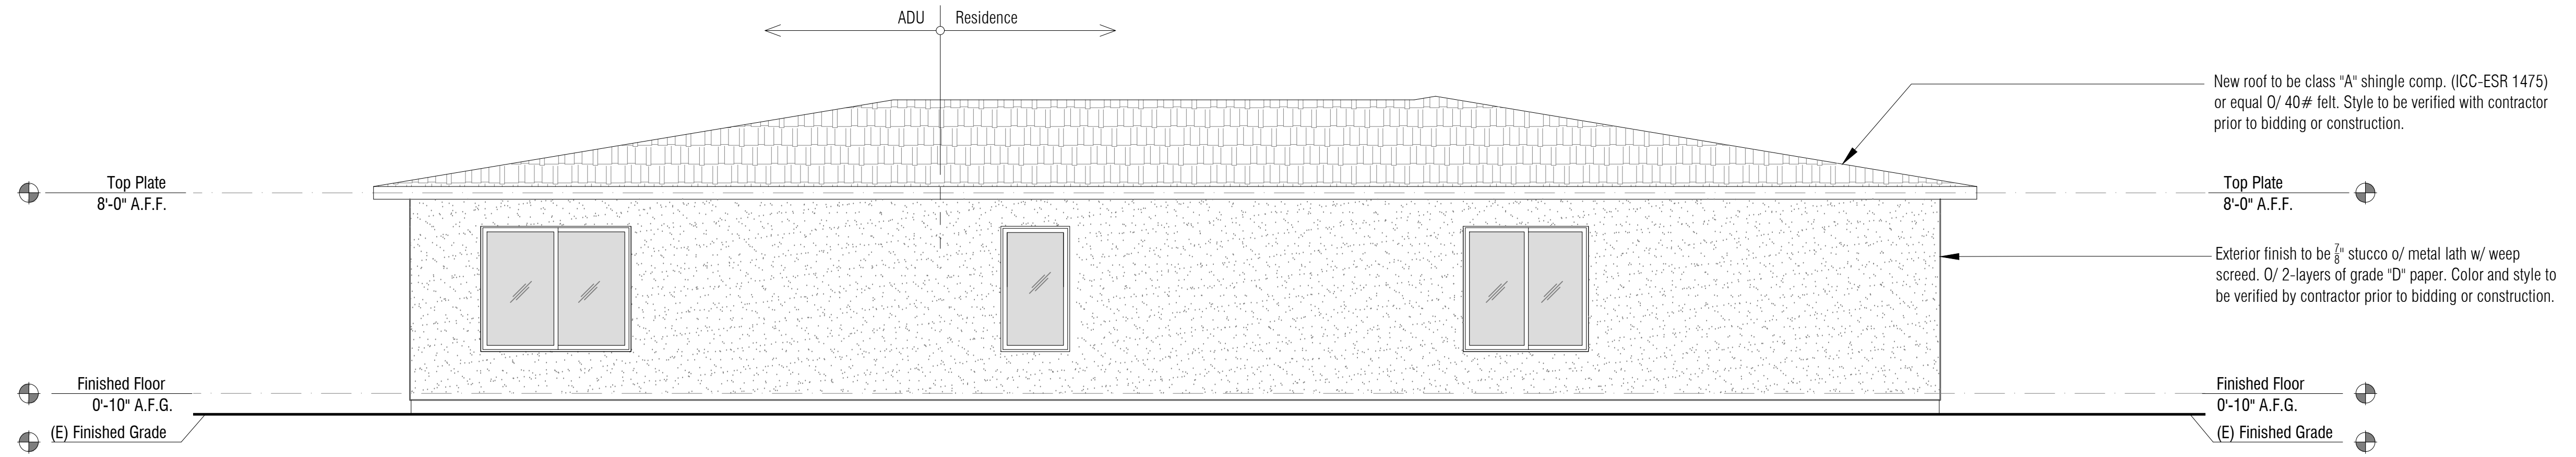 ADU Residence
New roof to be class "A" shingle comp. (ICC-ESR 1475)
or equal O/ 40# felt. Style to be verified with contractor
prior to bidding or construction.
Top Plate
8'-0" A.F.F.
Top Plate
8'-0" A.F.F.
Exterior finish to be 7/8" stucco o/ metal lath w/ weep
screed. O/ 2-layers of grade "D" paper. Color and style to
be verified by contractor prior to bidding or construction.
Finished Floor
0'-10" A.F.G.
(E) Finished Grade
Finished Floor
0'-10" A.F.G.
(E) Finished Grade